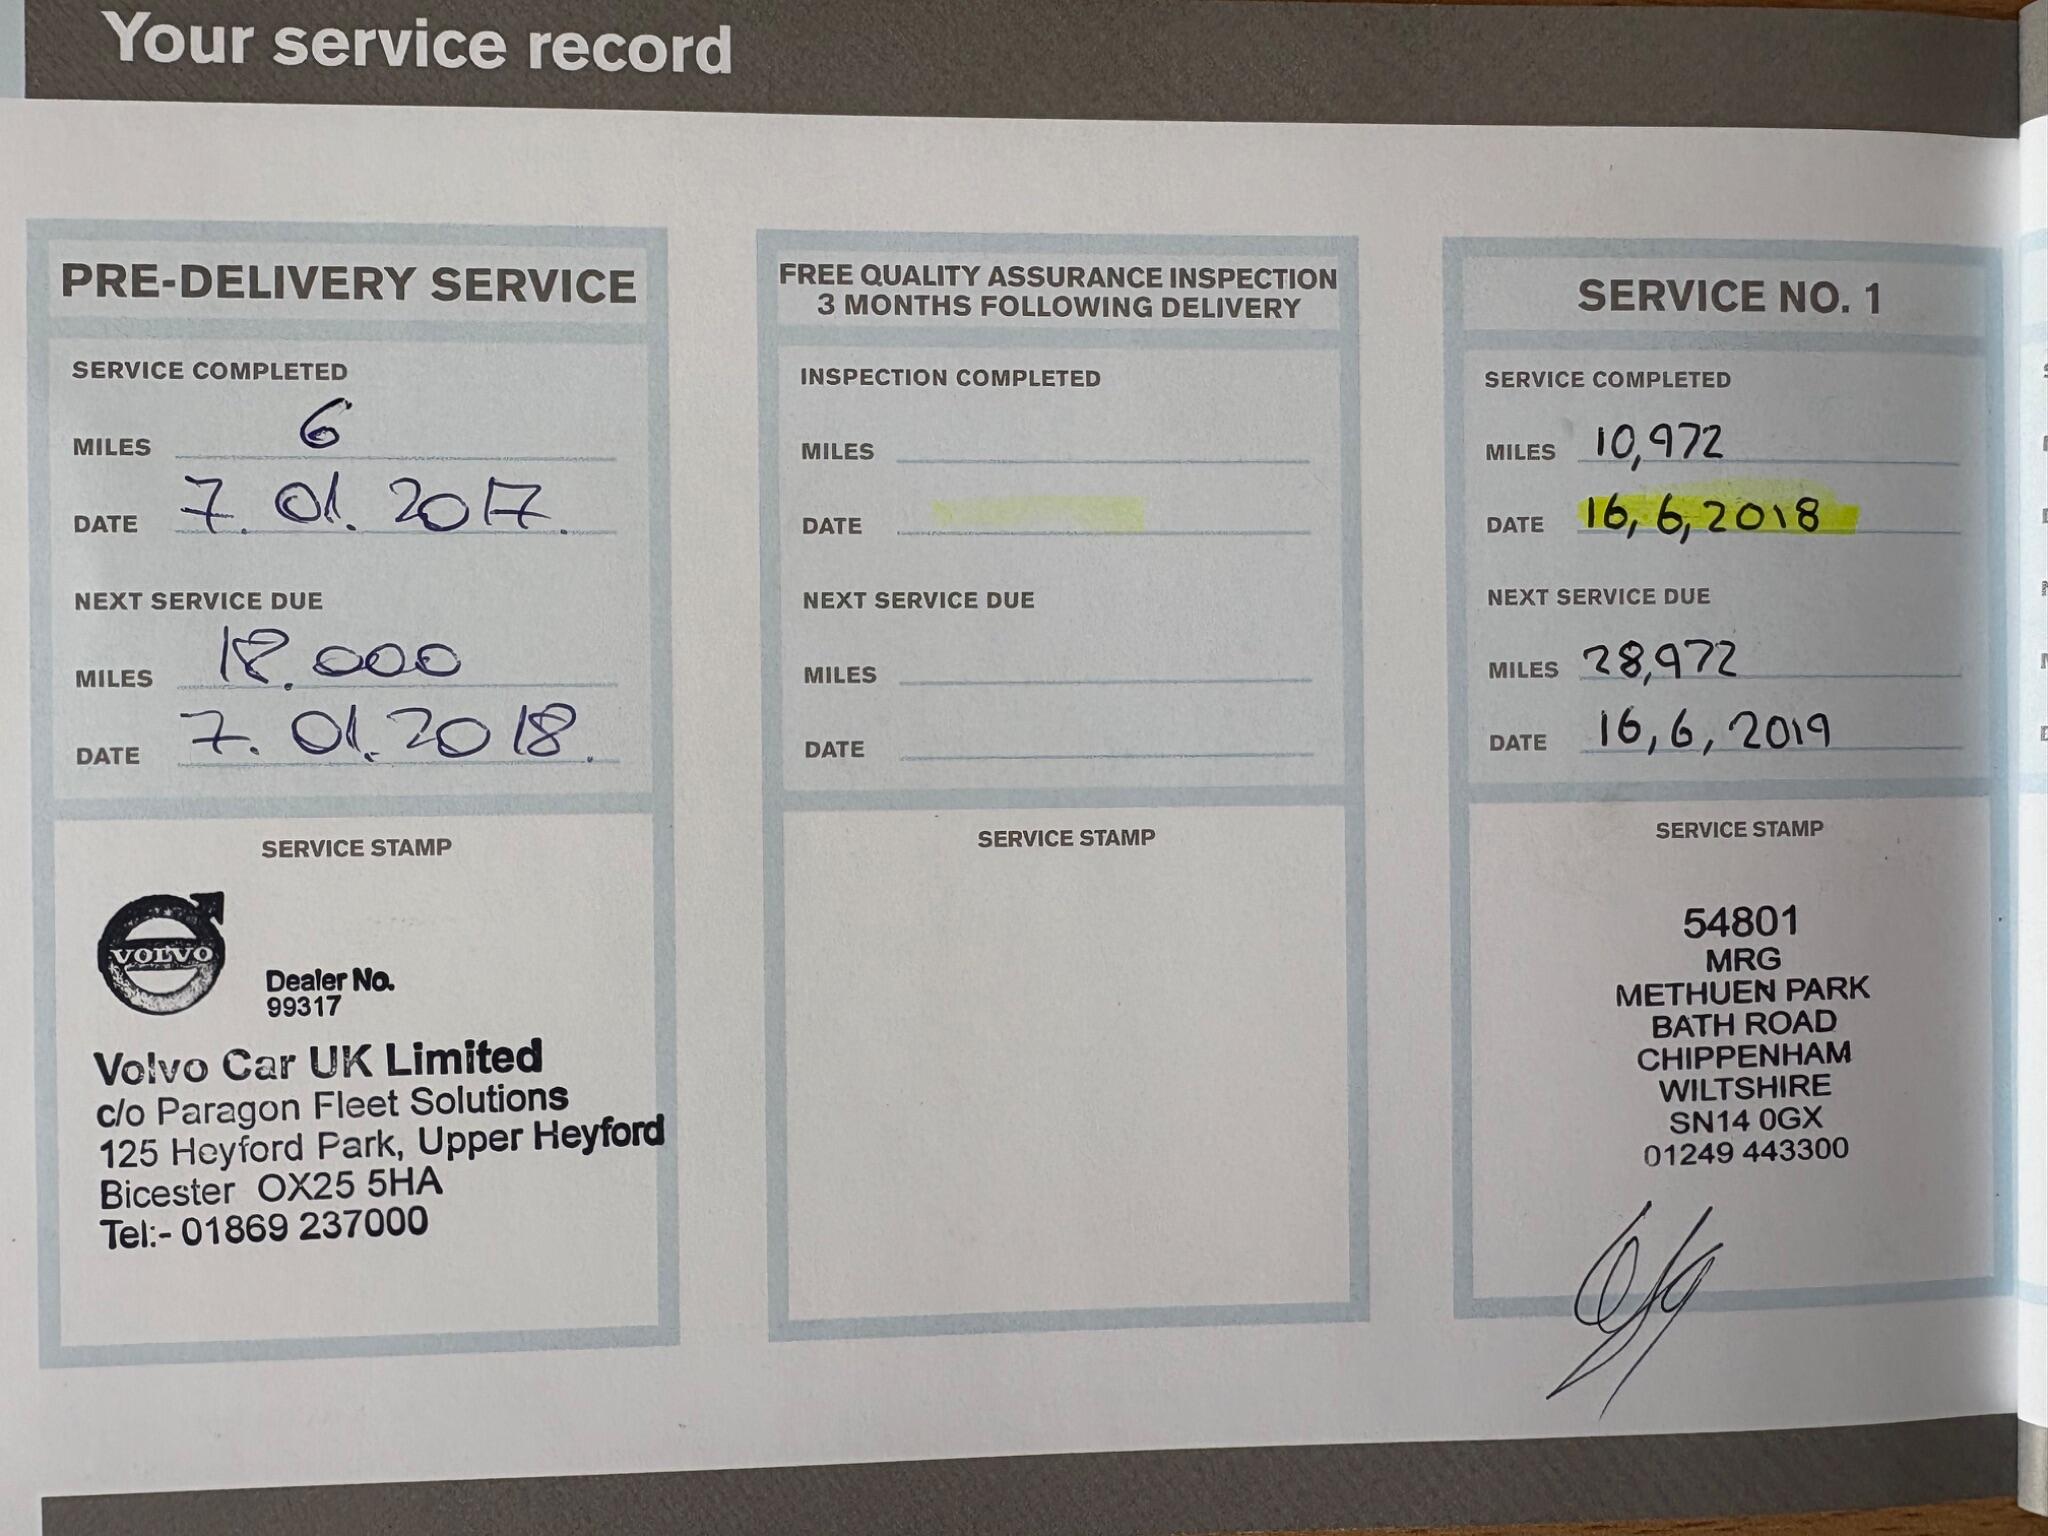 Your service record
PRE-DELIVERY SERVICE
SERVICE COMPLETED
MILES 6
DATE 7.01.2017.
NEXT SERVICE DUE
MILES 18.000
DATE 7.01.2018.
SERVICE STAMP
VOLVO
Dealer No.
99317
Volvo Car UK Limited
c/o Paragon Fleet Solutions
125 Heyford Park, Upper Heyford
Bicester OX25 5HA
Tel:- 01869 237000
FREE QUALITY ASSURANCE INSPECTION
3 MONTHS FOLLOWING DELIVERY
INSPECTION COMPLETED
MILES
DATE
NEXT SERVICE DUE
MILES
DATE
SERVICE STAMP
SERVICE NO. 1
SERVICE COMPLETED
MILES 10,972
DATE 16,6,2018
NEXT SERVICE DUE
MILES 28,972
DATE 16,6,2019
SERVICE STAMP
54801
MRG
METHUEN PARK
BATH ROAD
CHIPPENHAM
WILTSHIRE
SN14 0GX
01249 443300